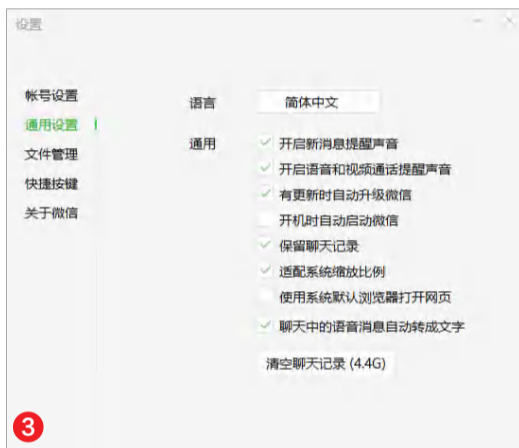 设置
帐号设置
通用设置
文件管理
快捷按键
关于微信
语言
简体中文
通用
开启新消息提醒声音
开启语音和视频通话提醒声音
有更新时自动升级微信
开机时自动启动微信
保留聊天记录
适配系统缩放比例
使用系统默认浏览器打开网页
聊天中的语音消息自动转成文字
清空聊天记录 (4.4G)
3